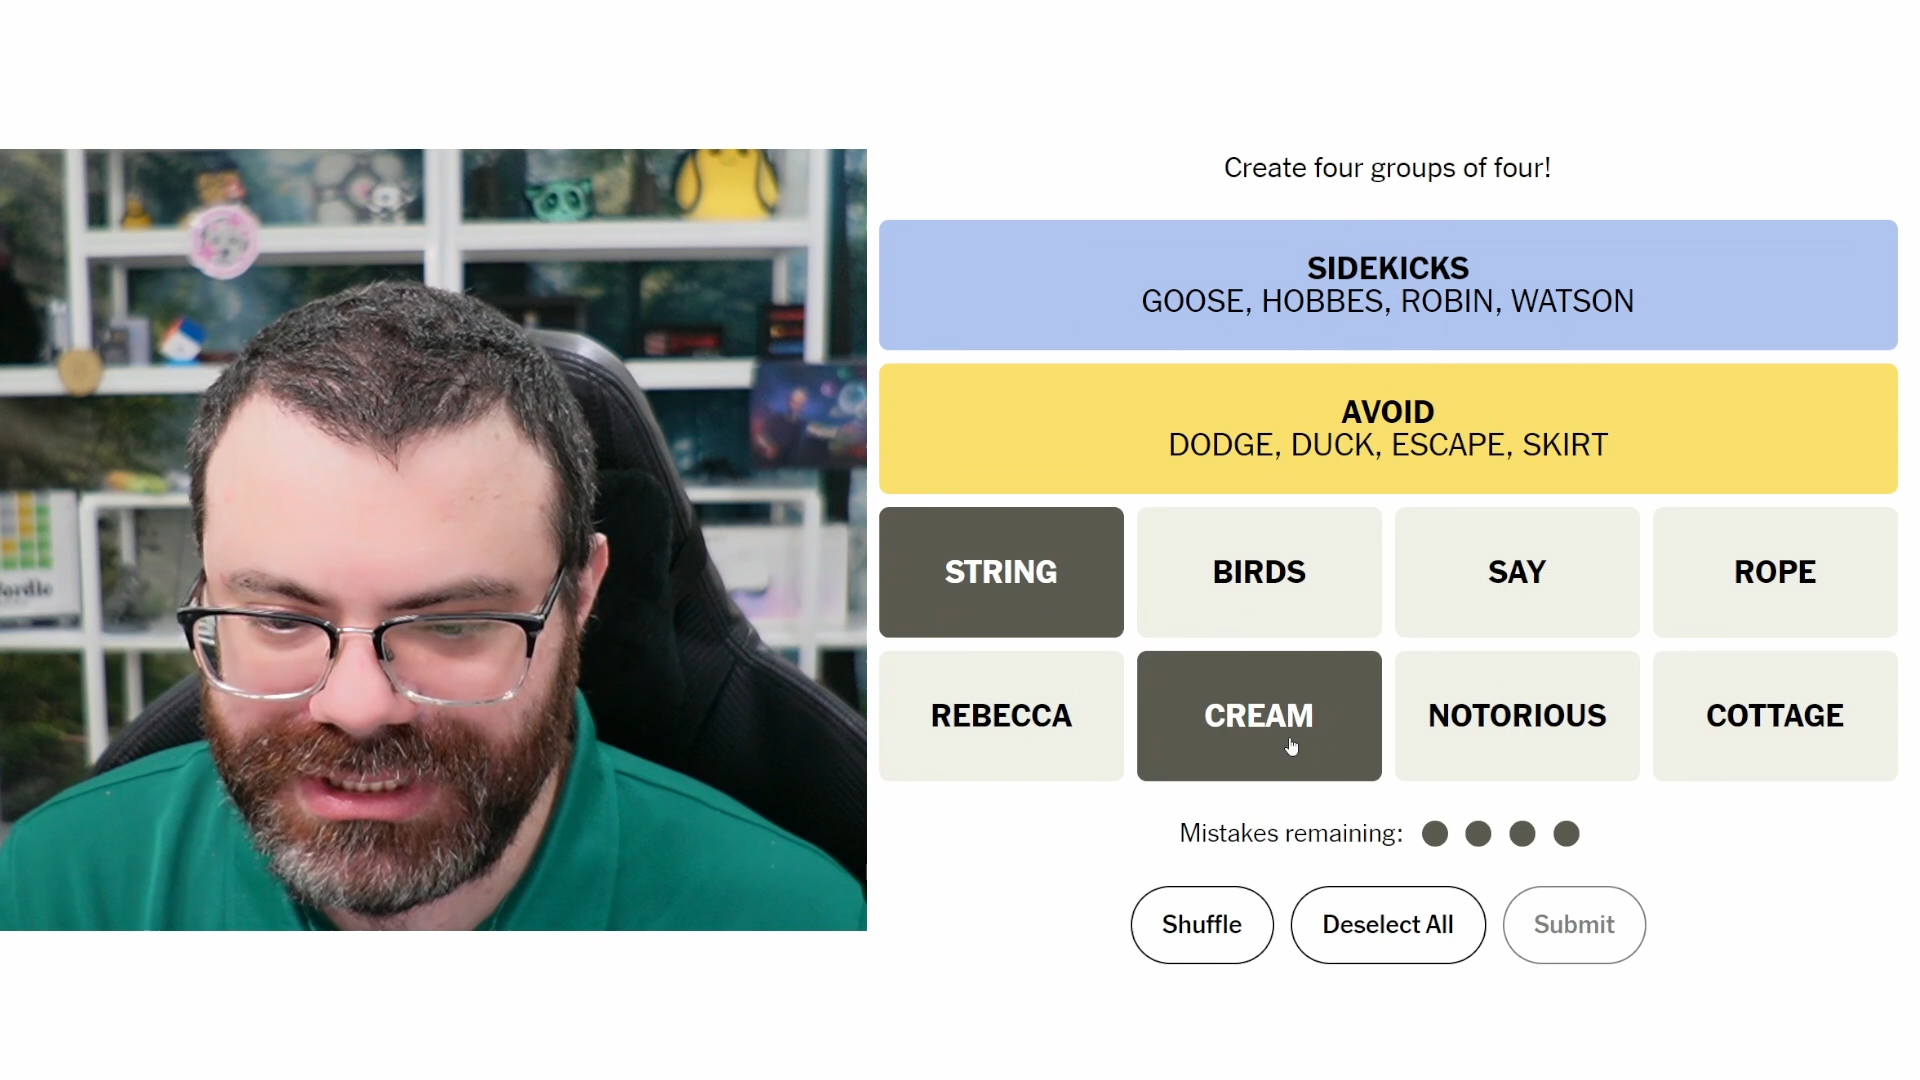 Create four groups of four!
SIDEKICKS
GOOSE, HOBBES, ROBIN, WATSON
AVOID
DODGE, DUCK, ESCAPE, SKIRT
STRING BIRDS SAY ROPE
REBECCA CREAM NOTORIOUS COTTAGE
Mistakes remaining:
Shuffle Deselect All Submit
ordle